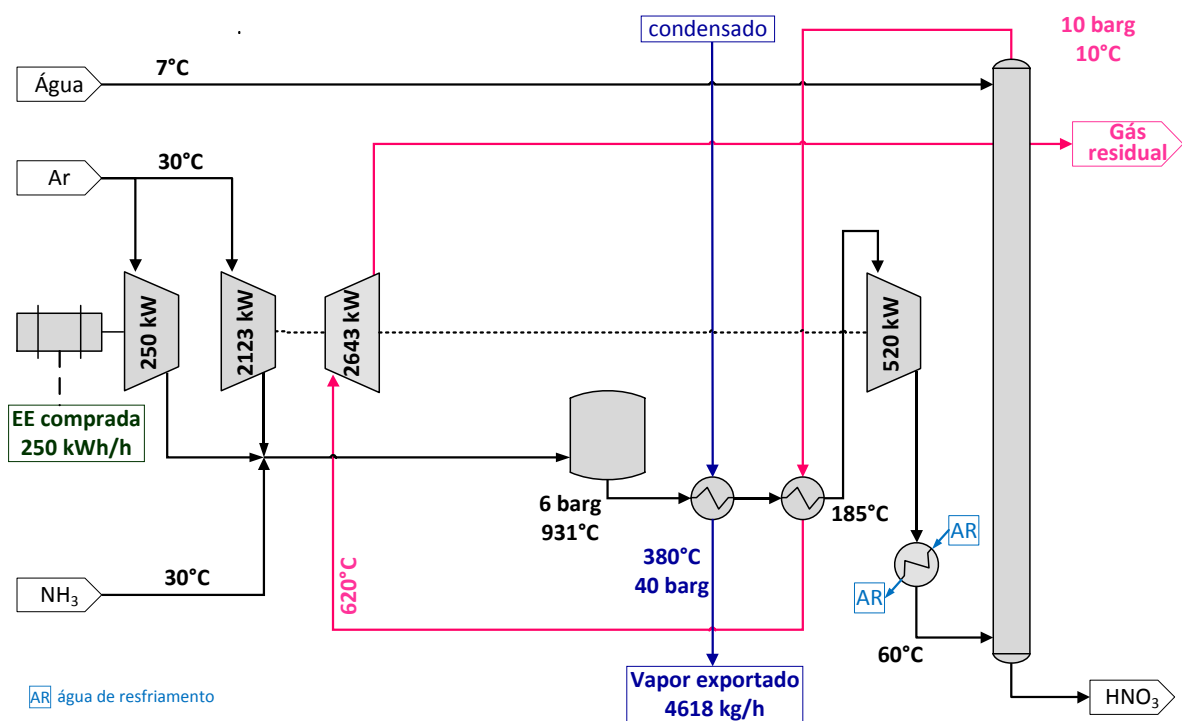 condensado
10 barg
10°C
7°C
Água
Gás
residual
30°C
Ar
250 kW
2123 kW
2643 kW
520 kW
EE comprada
250 kWh/h
6 barg
931°C
185°C
380°C
40 barg
620°C
AR
AR
30°C
NH₃
60°C
Vapor exportado
4618 kg/h
AR água de resfriamento
HNO₃